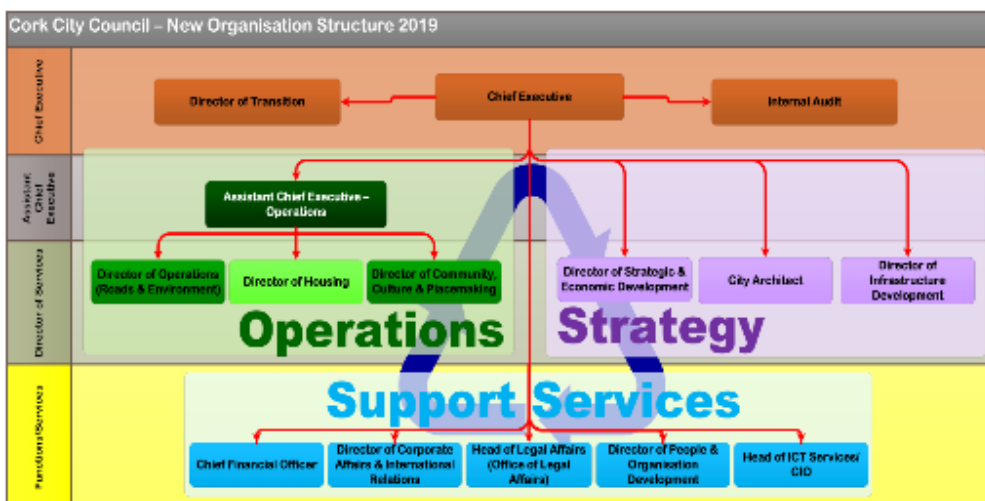 Cork City Council – New Organisation Structure 2019
Chief Executive
Director of Transition
Chief Executive
Internal Audit
Assistant
Chief
Executive
Assistant Chief Executive –
Operations
Director of Services
Director of Operations
(Roads & Environment)
Director of Housing
Director of Community,
Culture & Placemaking
Director of Strategic &
Economic Development
City Architect
Director of
Infrastructure
Development
Operations
Strategy
Functions/Services
Support Services
Chief Financial Officer
Director of Corporate
Affairs & International
Relations
Head of Legal Affairs
(Office of Legal
Affairs)
Director of People &
Organisation
Development
Head of ICT Services/
CIO